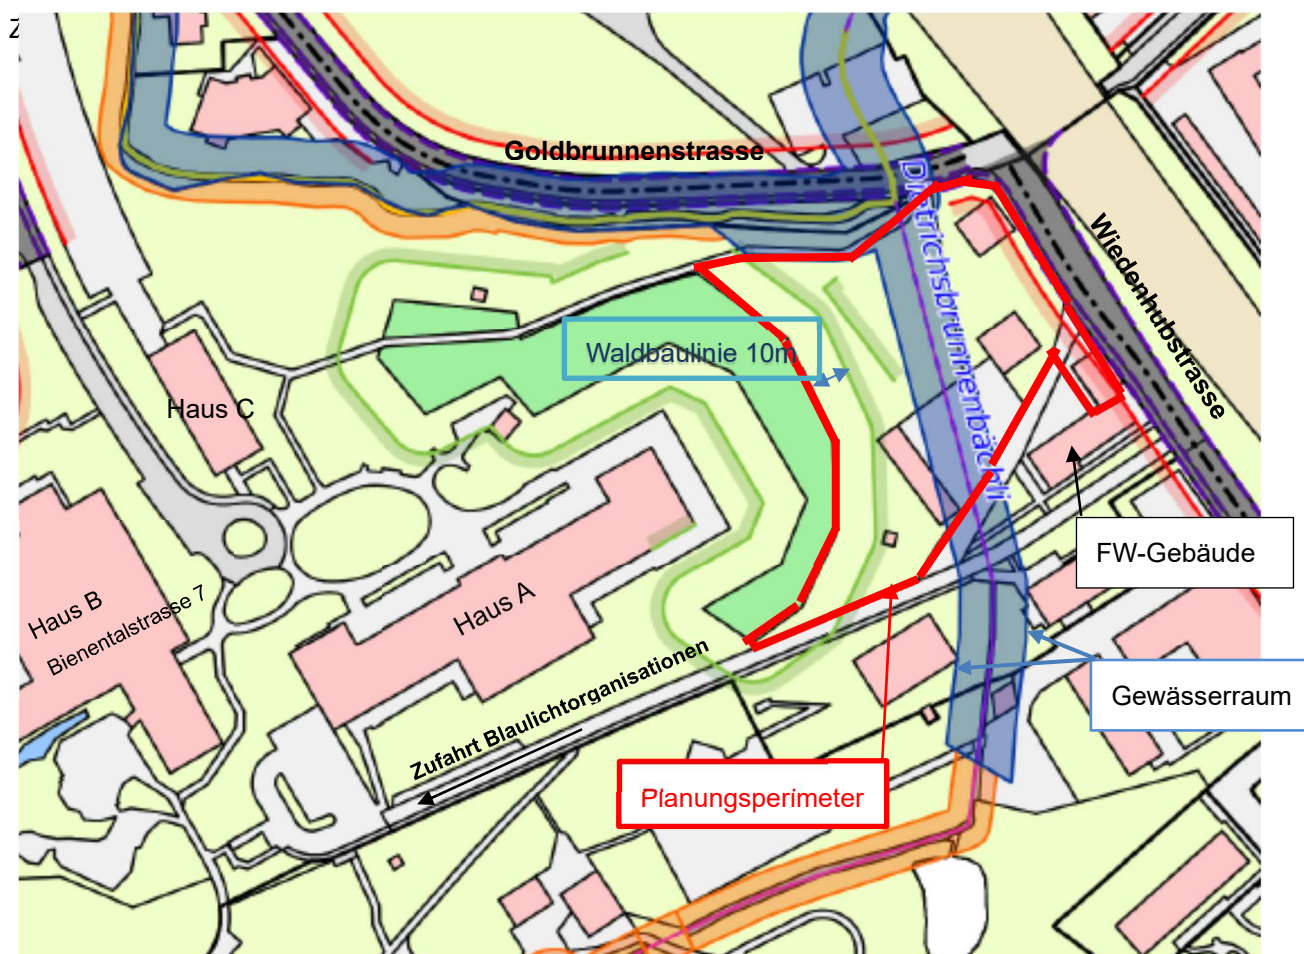 Z
Goldbrunnenstrasse
Dietrichsbrunnenbächli
Wiedenhubstrasse
Waldbaulinie 10m
Haus C
FW-Gebäude
Haus A
Haus B
Bienentalstrasse 7
Zufahrt Blaulichtorganisationen
Gewässerraum
Planungsperimeter